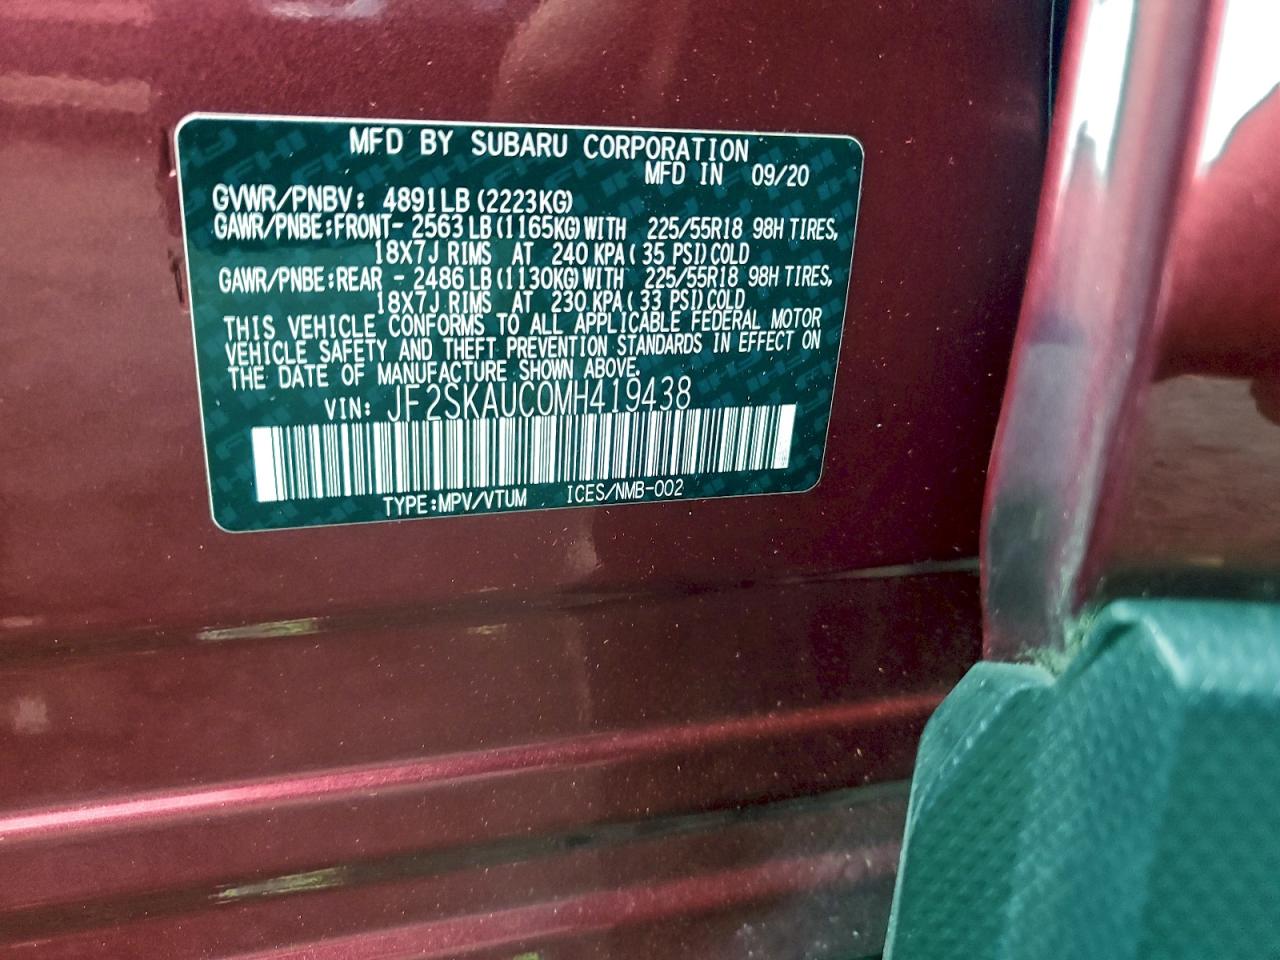 MFD BY SUBARU CORPORATION
MFD IN 09/20
GVWR/PNBV: 4891LB (2223KG)
GAWR/PNBE:FRONT- 2563LB (1165KG) WITH 225/55R18 98H TIRES,
18X7J RIMS AT 240 KPA ( 35 PSI) COLD
GAWR/PNBE:REAR - 2486LB (1130KG) WITH 225/55R18 98H TIRES,
18X7J RIMS AT 230 KPA ( 33 PSI) COLD
THIS VEHICLE CONFORMS TO ALL APPLICABLE FEDERAL MOTOR
VEHICLE SAFETY AND THEFT PREVENTION STANDARDS IN EFFECT ON
THE DATE OF MANUFACTURE SHOWN ABOVE.
VIN: JF2SKAUC0MH419438
TYPE:MPV/VTUM ICES/NMB-002